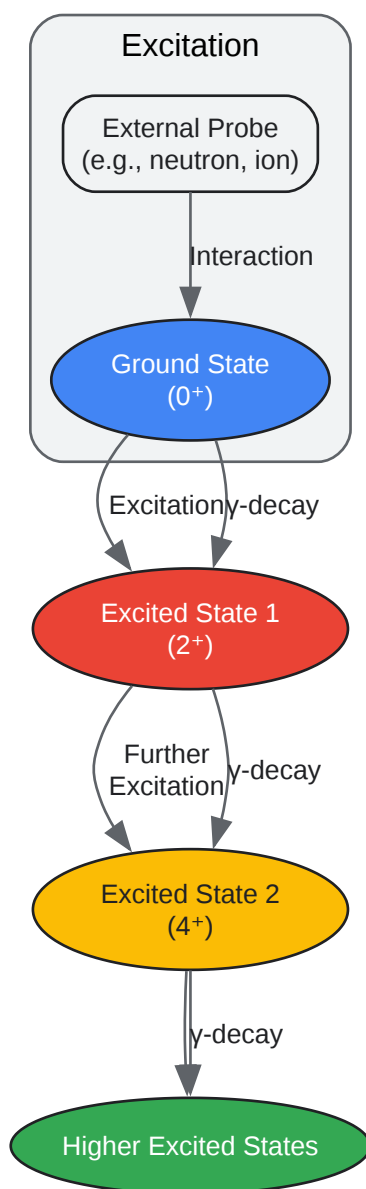 Excitation
External Probe
(e.g., neutron, ion)
Interaction
Ground State
(0⁺)
Excitation
γ-decay
Excited State 1
(2⁺)
Further
Excitation
γ-decay
Excited State 2
(4⁺)
γ-decay
Higher Excited States